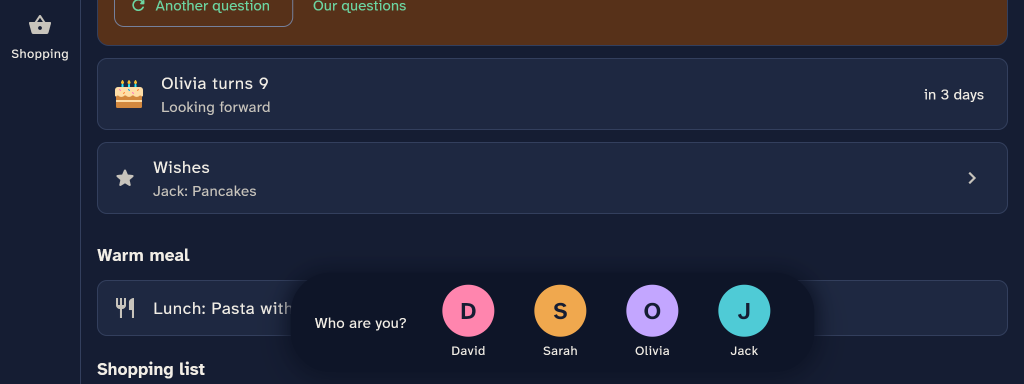 Another question
Our questions
Shopping
Olivia turns 9
Looking forward
in 3 days
Wishes
Jack: Pancakes
Warm meal
Lunch: Pasta with
Who are you?
D
S
O
J
David
Sarah
Olivia
Jack
Shopping list